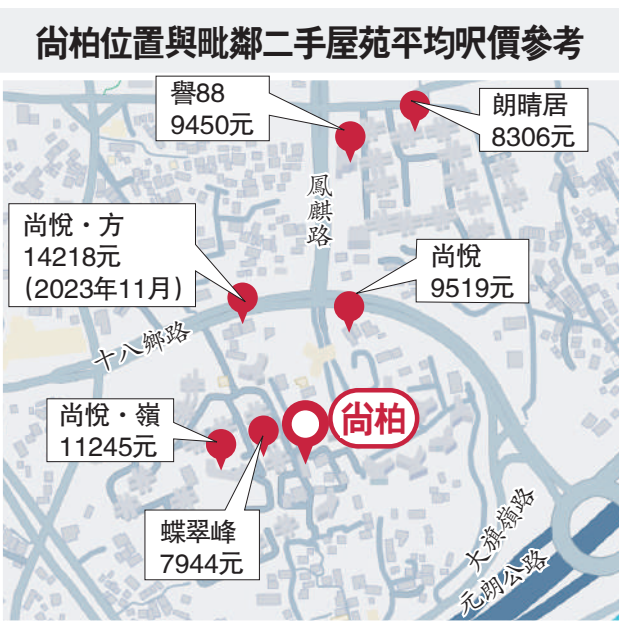 尚柏位置與毗鄰二手屋苑平均呎價參考
譽88
9450元
朗晴居
8306元
鳳麒路
尚悅・方
14218元
(2023年11月)
尚悅
9519元
十八鄉路
尚柏
尚悅・嶺
11245元
蝶翠峰
7944元
大旗嶺路
元朗公路